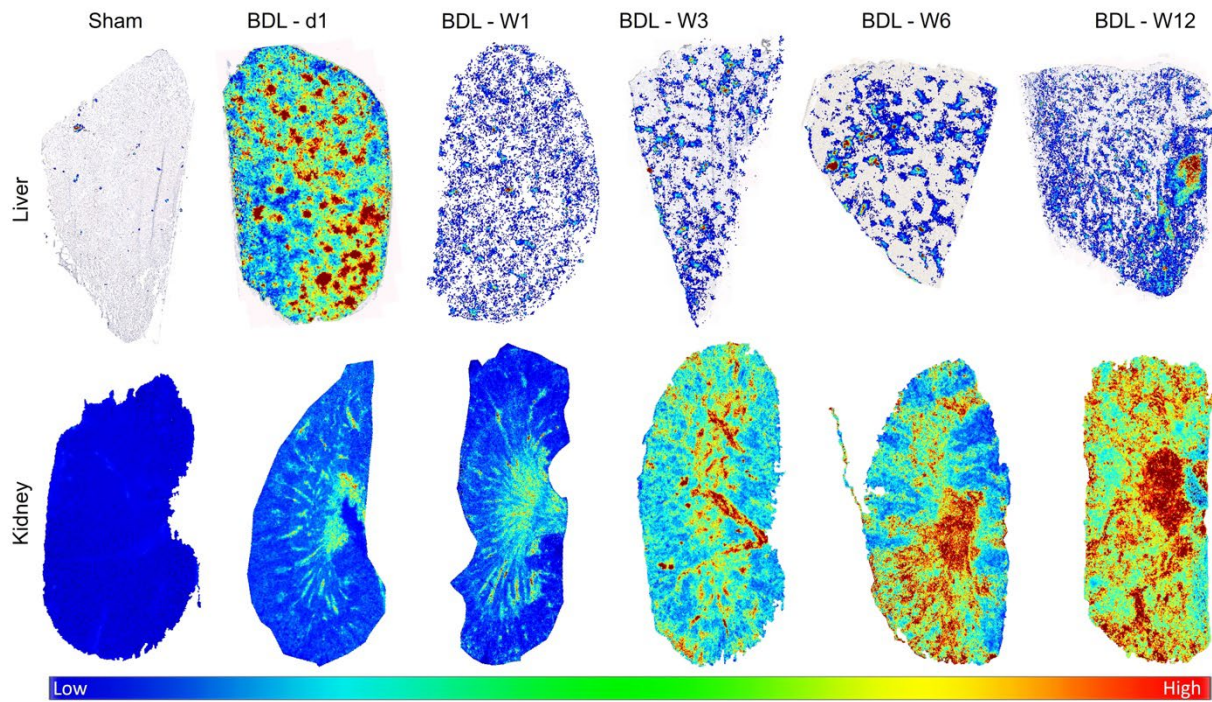 Sham BDL - d1 BDL - W1 BDL - W3 BDL - W6 BDL - W12
Liver
Kidney
Low High